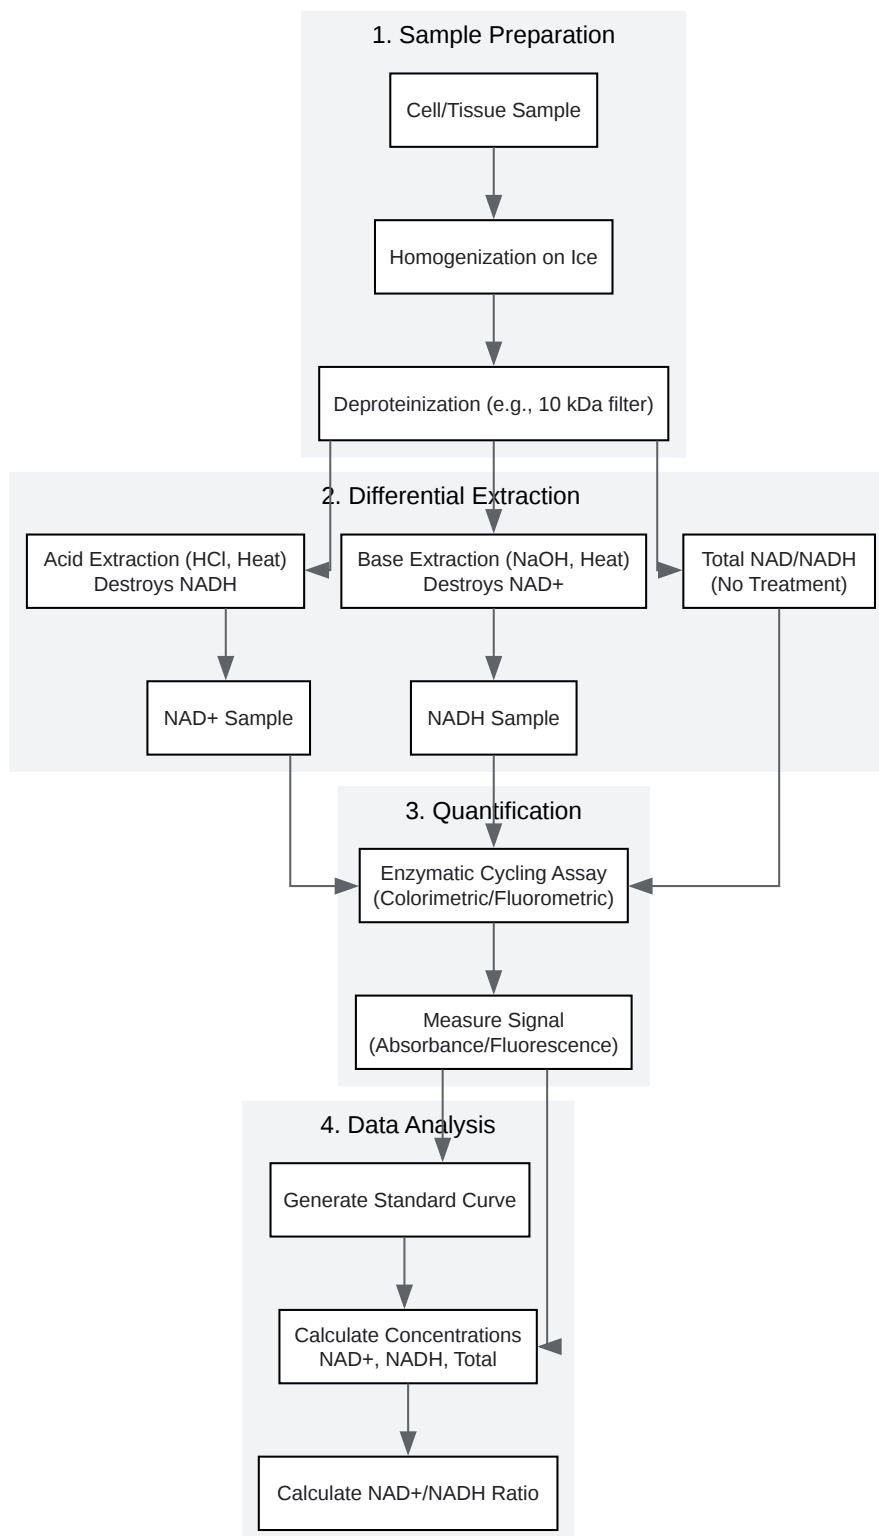 1. Sample Preparation
Cell/Tissue Sample
Homogenization on Ice
Deproteinization (e.g., 10 kDa filter)
2. Differential Extraction
Acid Extraction (HCl, Heat)
Destroys NADH
Base Extraction (NaOH, Heat)
Destroys NAD+
Total NAD/NADH
(No Treatment)
NAD+ Sample
NADH Sample
3. Quantification
Enzymatic Cycling Assay
(Colorimetric/Fluorometric)
Measure Signal
(Absorbance/Fluorescence)
4. Data Analysis
Generate Standard Curve
Calculate Concentrations
NAD+, NADH, Total
Calculate NAD+/NADH Ratio